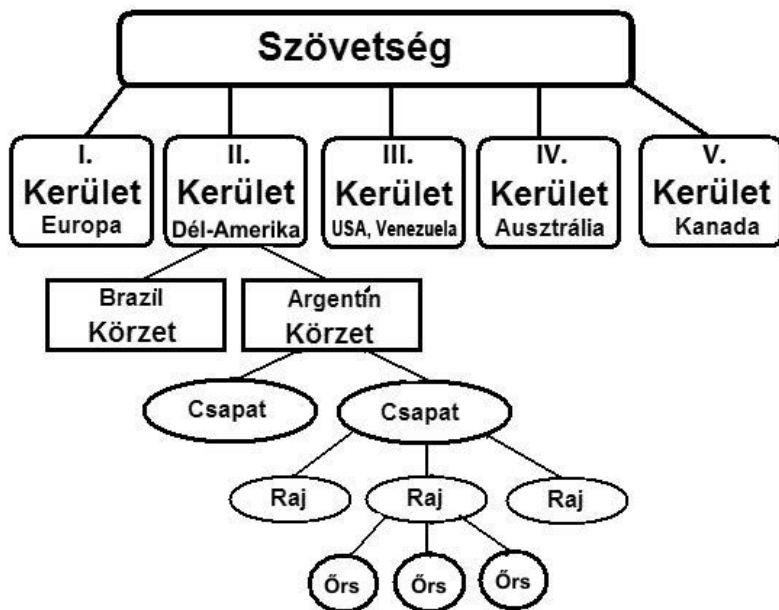 Szövetség
I.
Kerület
Europa
II.
Kerület
Dél-Amerika
III.
Kerület
USA, Venezuela
IV.
Kerület
Ausztrália
V.
Kerület
Kanada
Brazíl
Körzet
Argentín
Körzet
Csapat
Csapat
Raj
Raj
Raj
Őrs
Őrs
Őrs